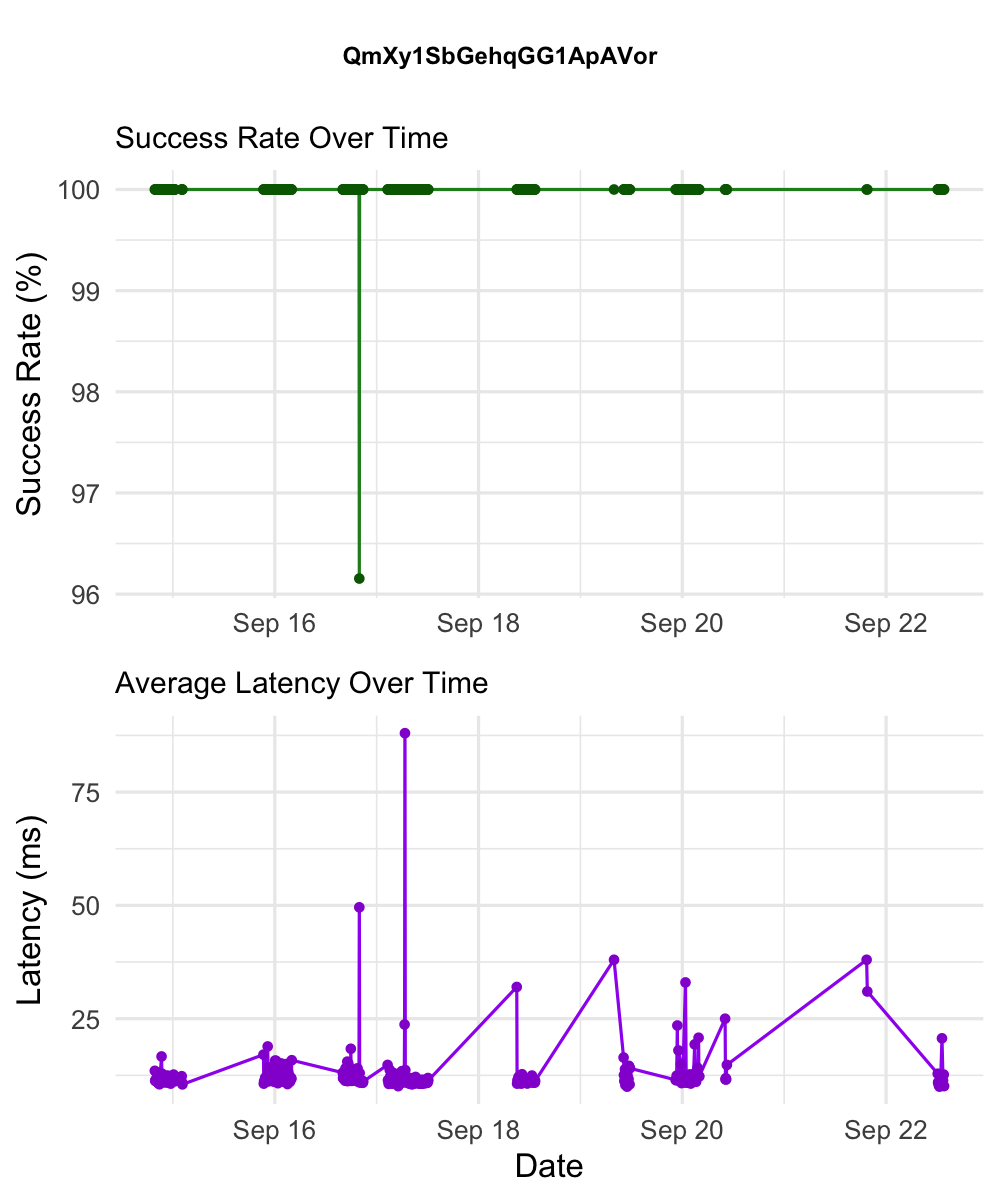 QmXy1SbGehqGG1ApAVor
Success Rate Over Time
Success Rate (%)
100
99
98
97
96
Sep 16 Sep 18 Sep 20 Sep 22
Average Latency Over Time
Latency (ms)
75
50
25
Sep 16 Sep 18 Sep 20 Sep 22
Date